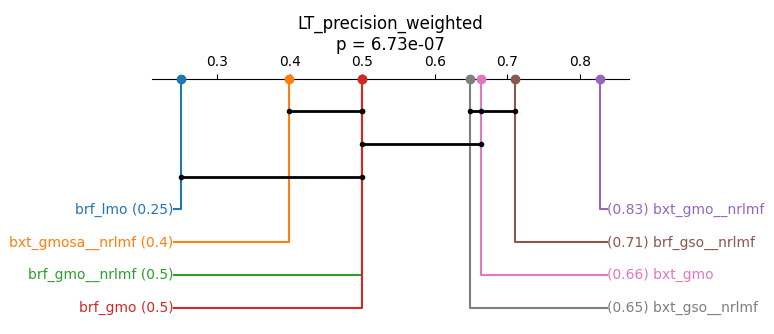 LT_precision_weighted
p = 6.73e-07
0.3 0.4 0.5 0.6 0.7 0.8
brf_lmo (0.25) (0.83) bxt_gmo__nrlmf
bxt_gmosa__nrlmf (0.4) (0.71) brf_gso__nrlmf
brf_gmo__nrlmf (0.5) (0.66) bxt_gmo
brf_gmo (0.5) (0.65) bxt_gso__nrlmf